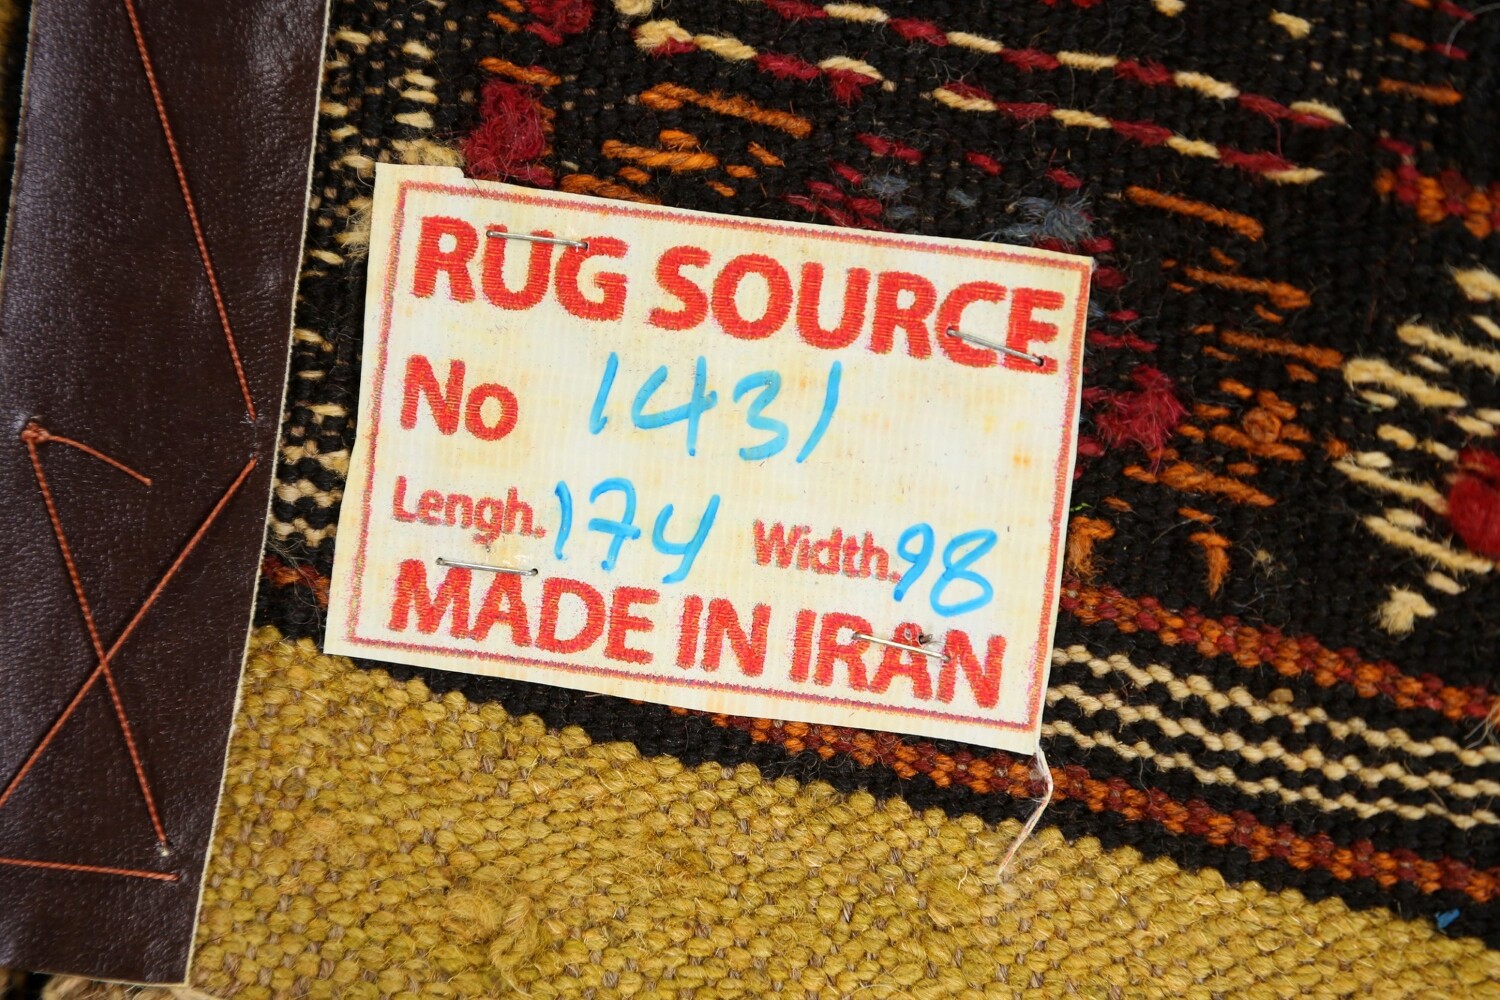 RUG SOURCE
No 1431
Lengh. 174 Width. 98
MADE IN IRAN